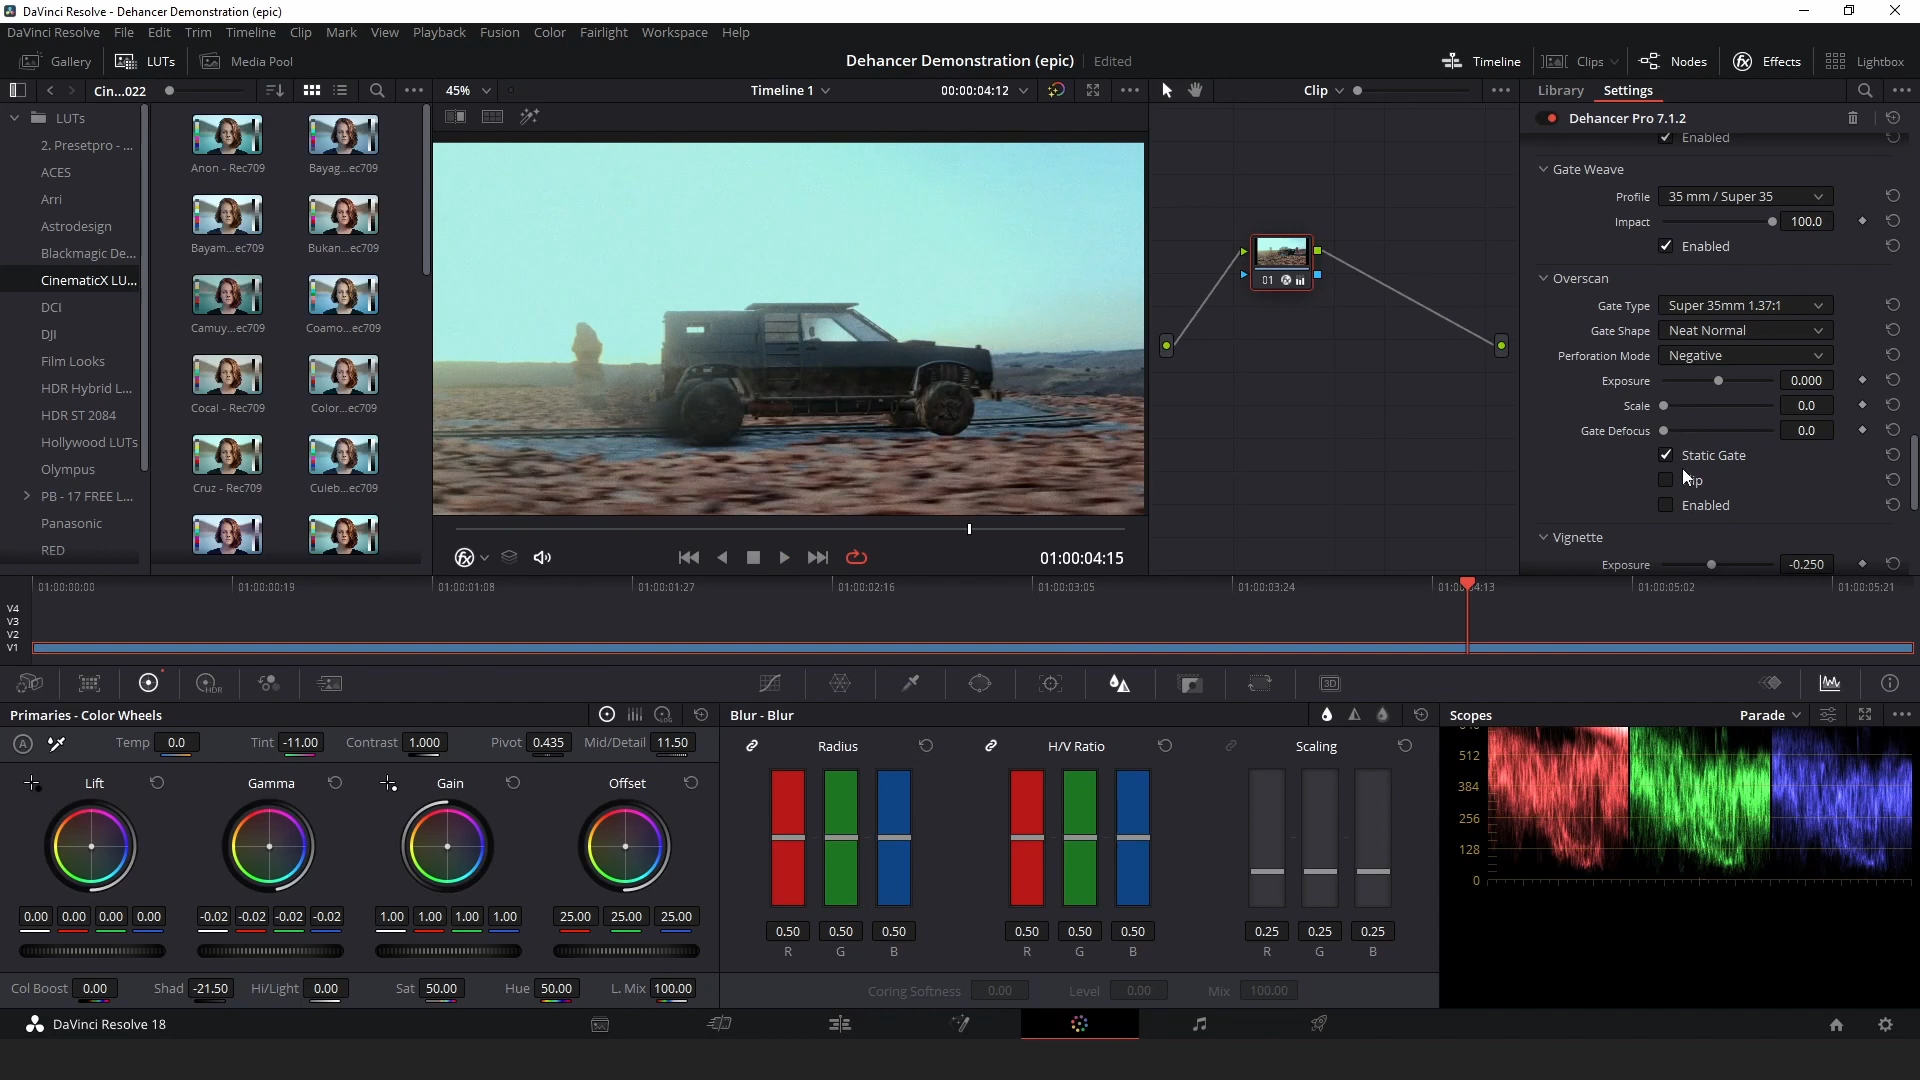 DaVinci Resolve - Dehancer Demonstration (epic)
DaVinci Resolve File Edit Trim Timeline Clip Mark View Playback Fusion Color Fairlight Workspace Help
Gallery LUTs Media Pool Dehancer Demonstration (epic) Edited Timeline Clips Nodes Effects Lightbox
Cin...022 45% Timeline 1 00:00:04:12 Clip Library Settings
LUTs
2. Presetpro - ...
ACES
Arri
Astrodesign
Blackmagic De...
CinematicX LU...
DCI
DJI
Film Looks
HDR Hybrid L...
HDR ST 2084
Hollywood LUTs
Olympus
PB - 17 FREE L...
Panasonic
RED
Anon - Rec709 Bayag...ec709
Bayam...ec709 Bukan...ec709
Camuy...ec709 Coamo...ec709
Cocal - Rec709 Color...ec709
Cruz - Rec709 Culeb...ec709
01
Dehancer Pro 7.1.2
Enabled
Gate Weave
Profile 35 mm / Super 35
Impact 100.0
Enabled
Overscan
Gate Type Super 35mm 1.37:1
Gate Shape Neat Normal
Perforation Mode Negative
Exposure 0.000
Scale 0.0
Gate Defocus 0.0
Static Gate
Enabled
Vignette
Exposure -0.250
01:00:04:15
01:00:00:00 01:00:00:19 01:00:01:08 01:00:01:27 01:00:02:16 01:00:03:05 01:00:03:24 01:00:04:13 01:00:05:02 01:00:05:21
V4
V3
V2
V1
HDR LOG 3D
Primaries - Color Wheels
A Temp 0.0 Tint -11.00 Contrast 1.000 Pivot 0.435 Mid/Detail 11.50
Lift Gamma Gain Offset
0.00 0.00 0.00 0.00 -0.02 -0.02 -0.02 -0.02 1.00 1.00 1.00 1.00 25.00 25.00 25.00
Col Boost 0.00 Shad -21.50 Hi/Light 0.00 Sat 50.00 Hue 50.00 L. Mix 100.00
Blur - Blur
Radius H/V Ratio Scaling
0.50 0.50 0.50 0.50 0.50 0.50 0.25 0.25 0.25
R G B R G B R G B
Coring Softness 0.00 Level 0.00 Mix 100.00
Scopes Parade
512
384
256
128
0
DaVinci Resolve 18